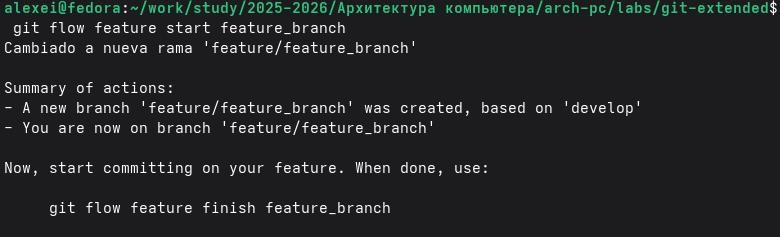 alexei@fedora:~/work/study/2025-2026/Архитектура компьютера/arch-pc/labs/git-extended$
git flow feature start feature_branch
Cambiado a nueva rama 'feature/feature_branch'
Summary of actions:
- A new branch 'feature/feature_branch' was created, based on 'develop'
- You are now on branch 'feature/feature_branch'
Now, start committing on your feature. When done, use:
git flow feature finish feature_branch